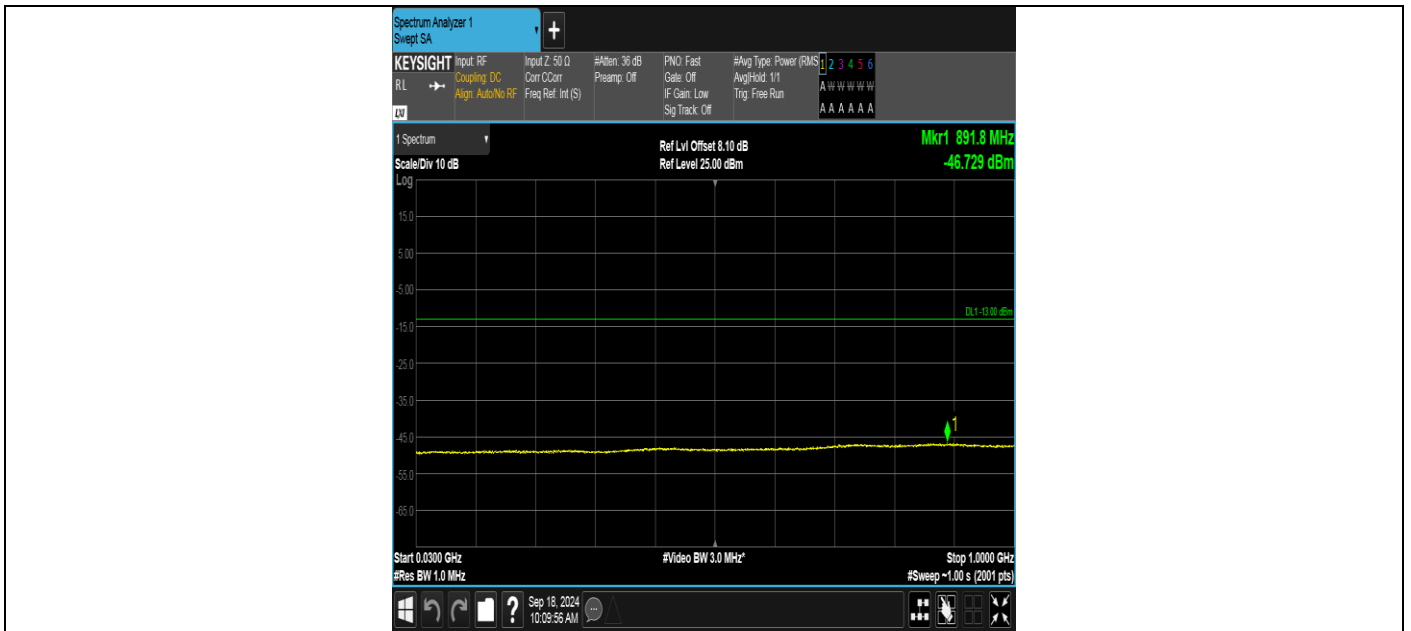 Spectrum Analyzer 1
Swept SA
+
KEYSIGHT
RL
LXI
Input: RF
Coupling: DC
Align: Auto/No RF
Input Z: 50 Ω
Corr CCorr
Freq Ref: Int (S)
#Atten: 36 dB
Preamp: Off
PNO: Fast
Gate: Off
IF Gain: Low
Sig Track: Off
#Avg Type: Power (RMS
Avg|Hold: 1/1
Trig: Free Run
1 2 3 4 5 6
A W W W W W
A A A A A A
1 Spectrum
Scale/Div 10 dB
Log
Ref Lvl Offset 8.10 dB
Ref Level 25.00 dBm
Mkr1 891.8 MHz
-46.729 dBm
15.0
5.00
-5.00
DL1 -13.00 dBm
-15.0
-25.0
-35.0
1
-45.0
-55.0
-65.0
Start 0.0300 GHz
#Video BW 3.0 MHz*
Stop 1.0000 GHz
#Res BW 1.0 MHz
#Sweep ~1.00 s (2001 pts)
?
Sep 18, 2024
10:09:56 AM